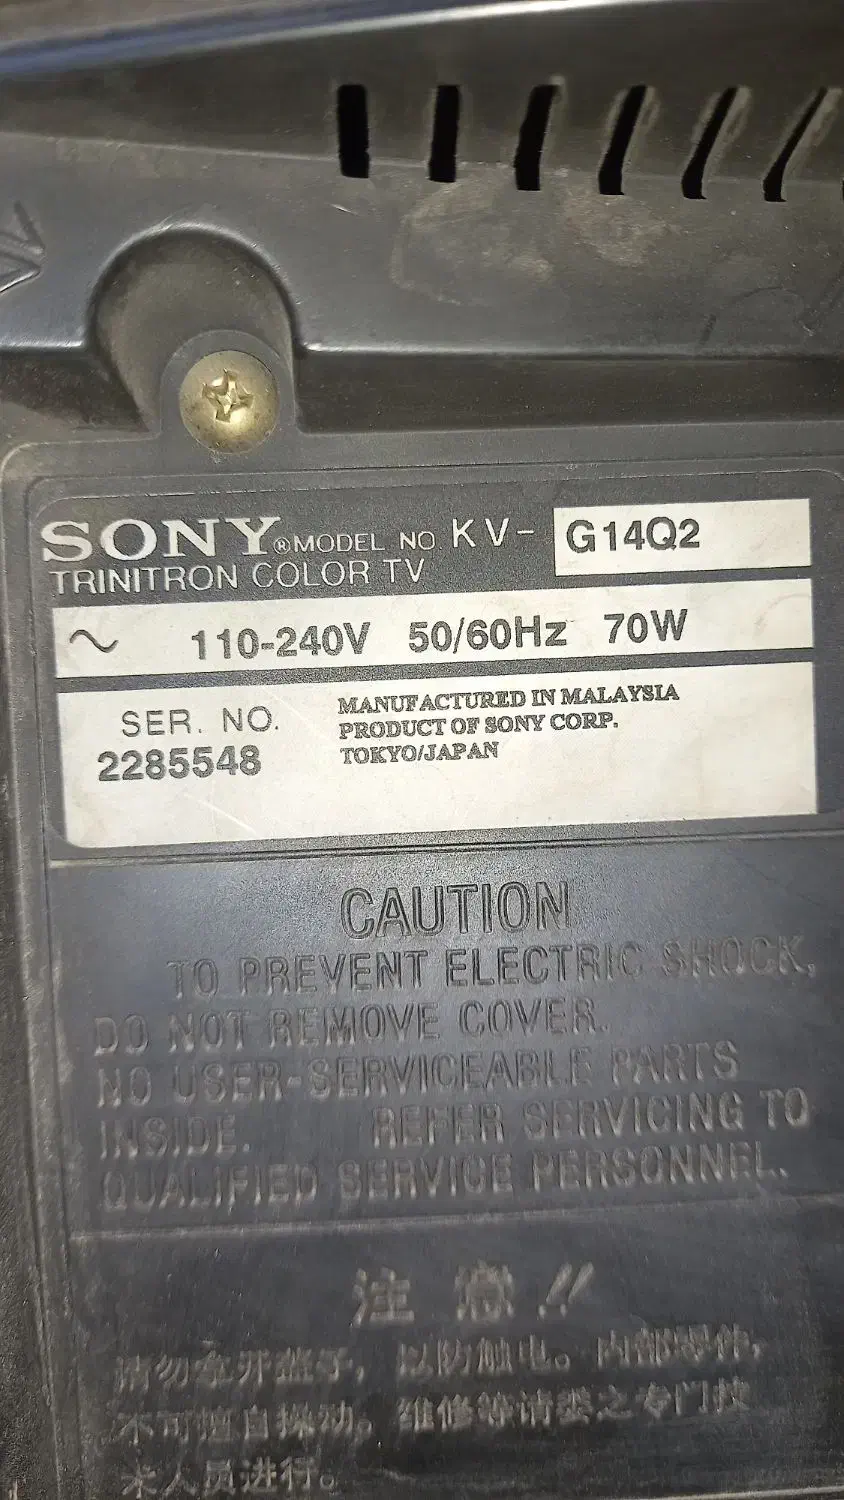 SONY® MODEL NO. KV- G14Q2
TRINITRON COLOR TV
~ 110-240V 50/60Hz 70W
SER. NO.
2285548
MANUFACTURED IN MALAYSIA
PRODUCT OF SONY CORP.
TOKYO/JAPAN
CAUTION
TO PREVENT ELECTRIC SHOCK,
DO NOT REMOVE COVER.
NO USER-SERVICEABLE PARTS
INSIDE. REFER SERVICING TO
QUALIFIED SERVICE PERSONNEL.
注 意!!
请勿拿开盖子, 以防触电。内部零件,
不可擅自操动。维修等请委之专门技
术人员进行。